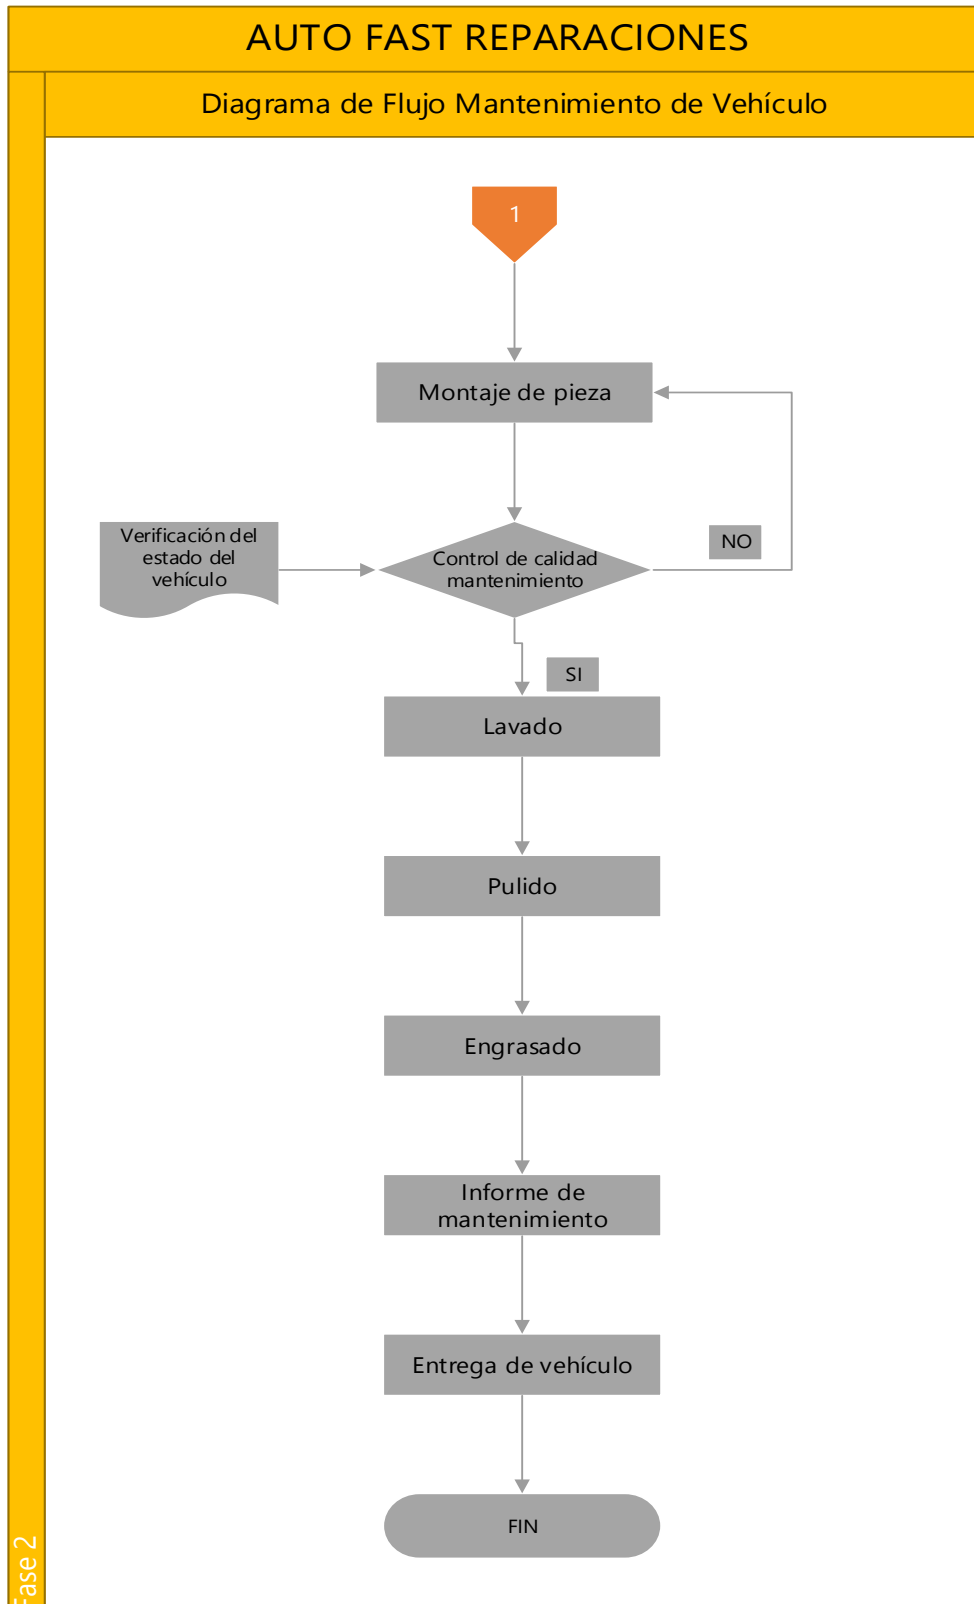 AUTO FAST REPARACIONES
Diagrama de Flujo Mantenimiento de Vehículo
1
Montaje de pieza
Verificación del
estado del
vehículo
Control de calidad
mantenimiento
NO
SI
Lavado
Pulido
Engrasado
Informe de
mantenimiento
Entrega de vehículo
FIN
Fase 2